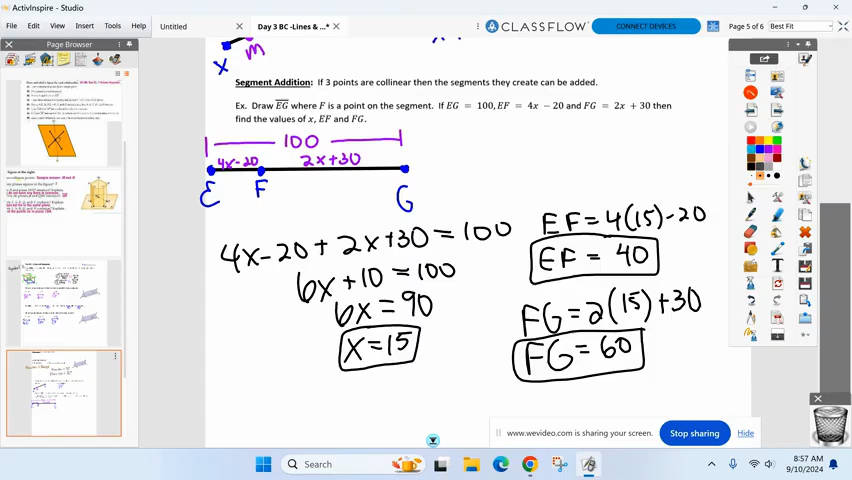 ActivInspire - Studio
File Edit View Insert Tools Help
Untitled
Day 3 BC -Lines & ...*
CLASSFLOW
CONNECT DEVICES
Page 5 of 6
Best Fit
Page Browser
X
m
Segment Addition: If 3 points are collinear then the segments they create can be added.
Ex. Draw EG where F is a point on the segment. If EG = 100, EF = 4x − 20 and FG = 2x + 30 then
find the values of x, EF and FG.
100
4x-20 2x+30
E F G
4x-20 + 2x+30 = 100
6x+10 = 100
6x = 90
x=15
EF=4(15)-20
EF = 40
FG=2(15)+30
FG=60
www.wevideo.com is sharing your screen.
Stop sharing
Hide
Search
8:57 AM
9/10/2024